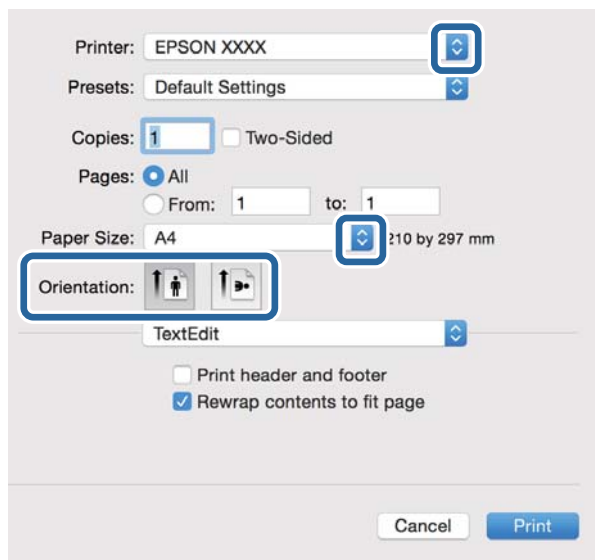 Printer: EPSON XXXX
Presets: Default Settings
Copies: 1 Two-Sided
Pages: All
From: 1 to: 1
Paper Size: A4 210 by 297 mm
Orientation:
TextEdit
Print header and footer
Rewrap contents to fit page
Cancel Print